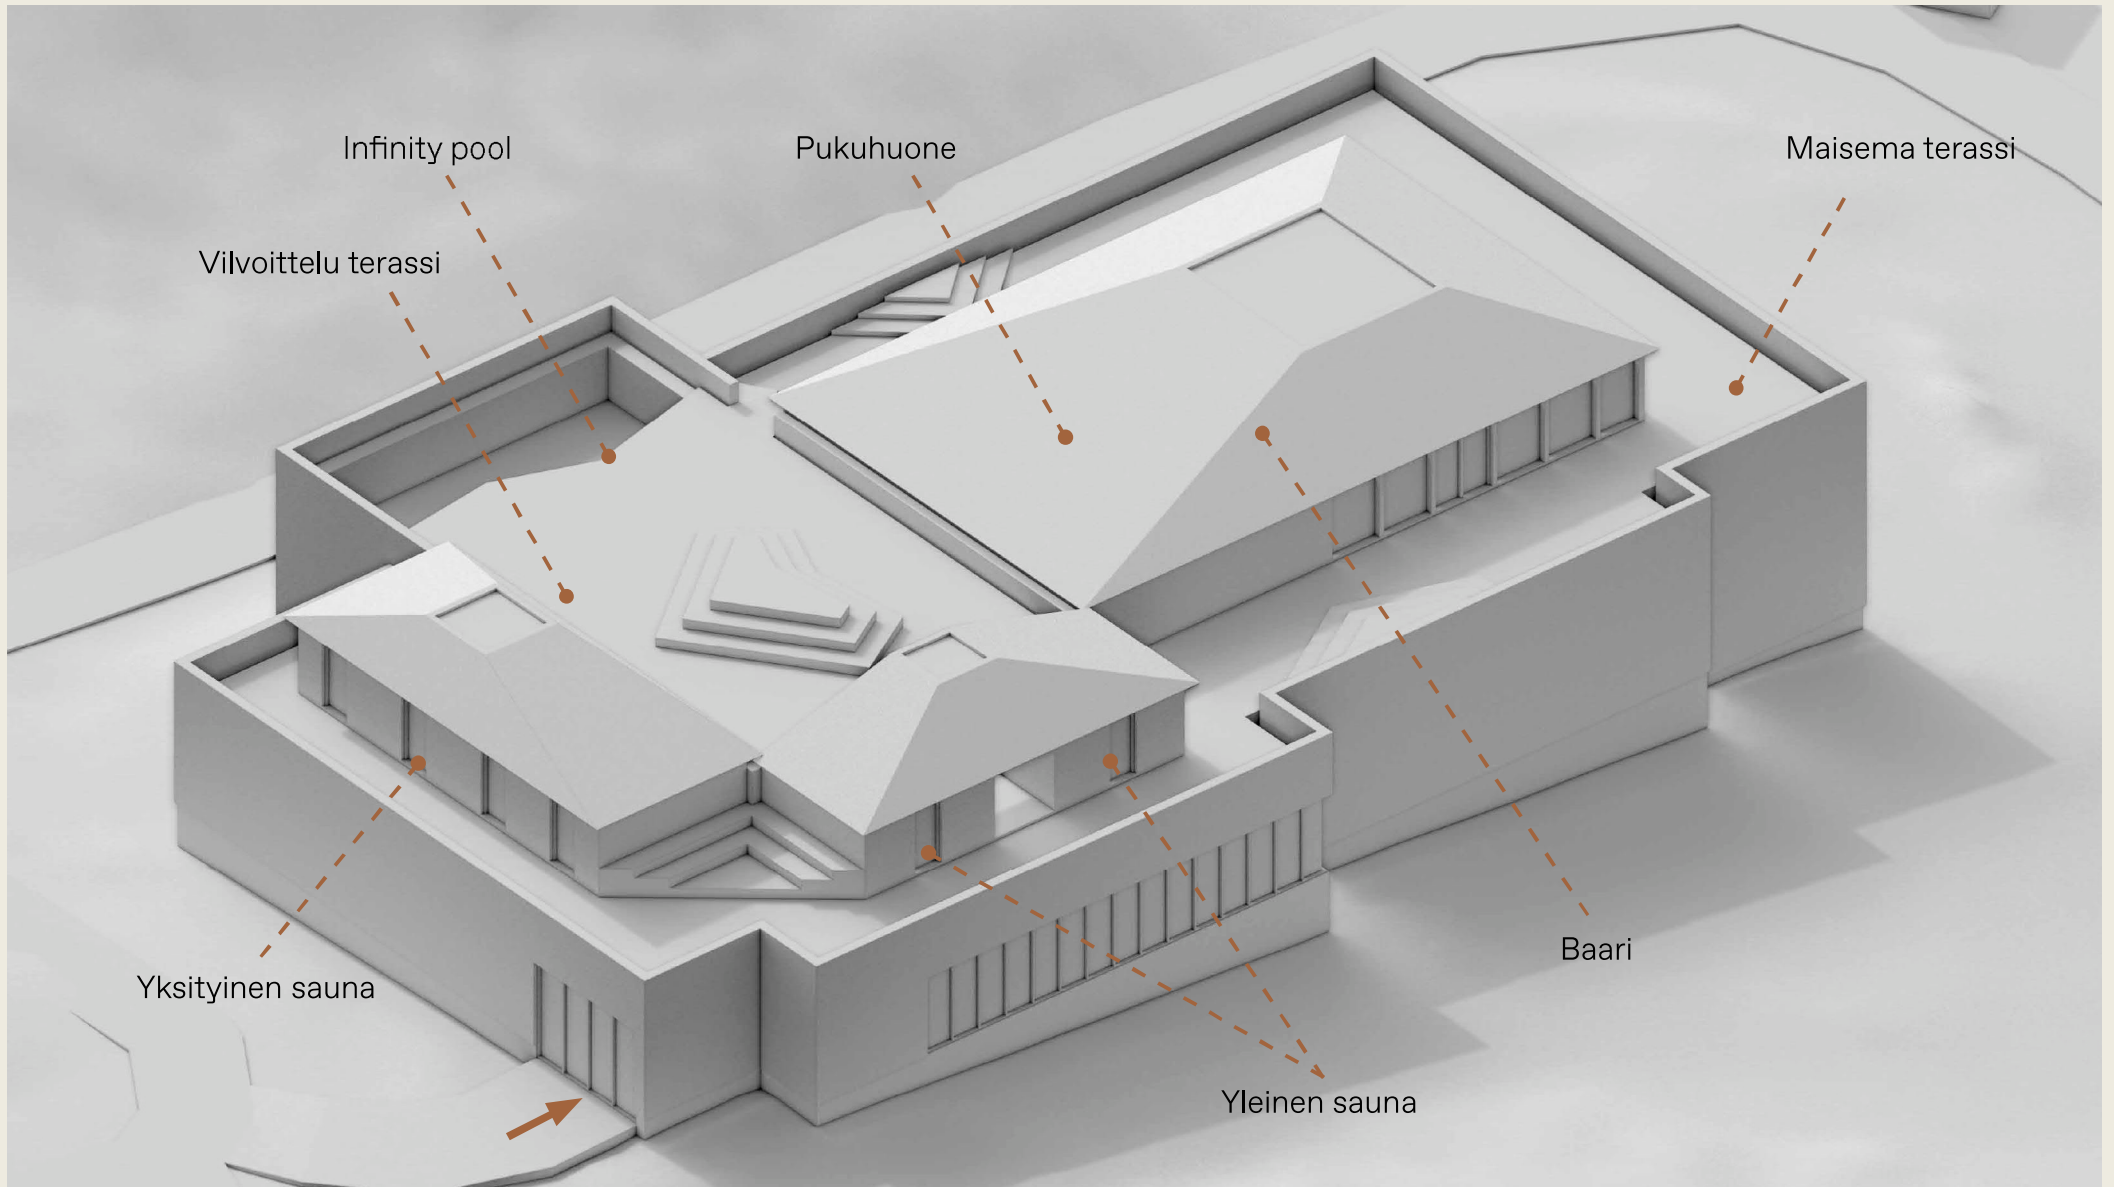 Infinity pool
Pukuhuone
Maisema terassi
Vilvoittelu terassi
Baari
Yksityinen sauna
Yleinen sauna